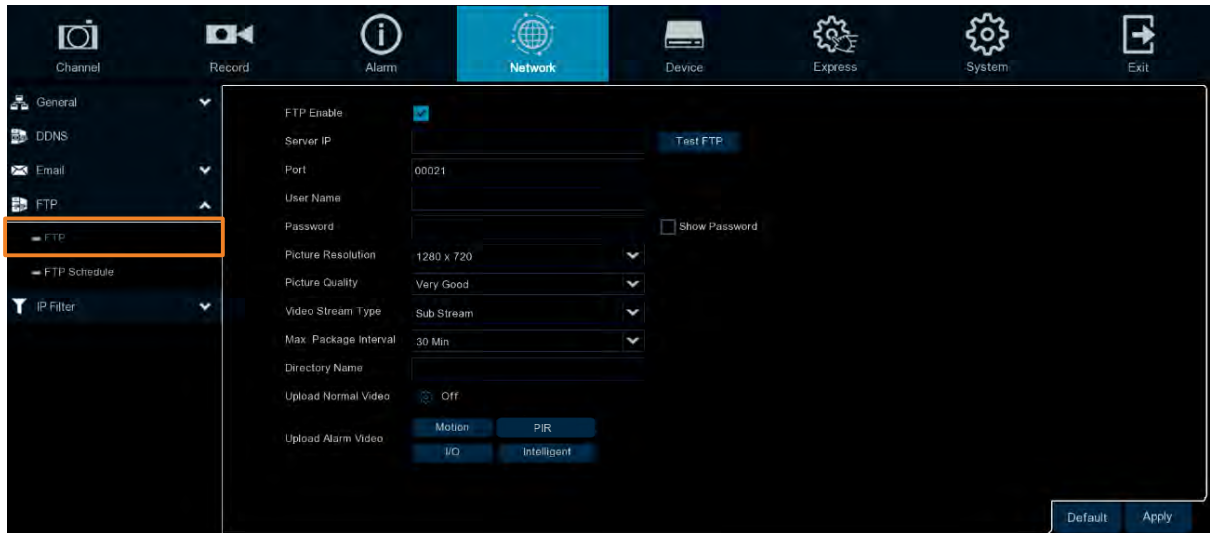 Channel
Record
Alarm
Network
Device
Express
System
Exit
General
DDNS
Email
FTP
FTP
FTP Schedule
IP Filter
FTP Enable
Server IP
Test FTP
Port 00021
User Name
Password
Show Password
Picture Resolution 1280 x 720
Picture Quality Very Good
Video Stream Type Sub Stream
Max. Package Interval 30 Min
Directory Name
Upload Normal Video Off
Upload Alarm Video
Motion PIR
I/O Intelligent
Default Apply